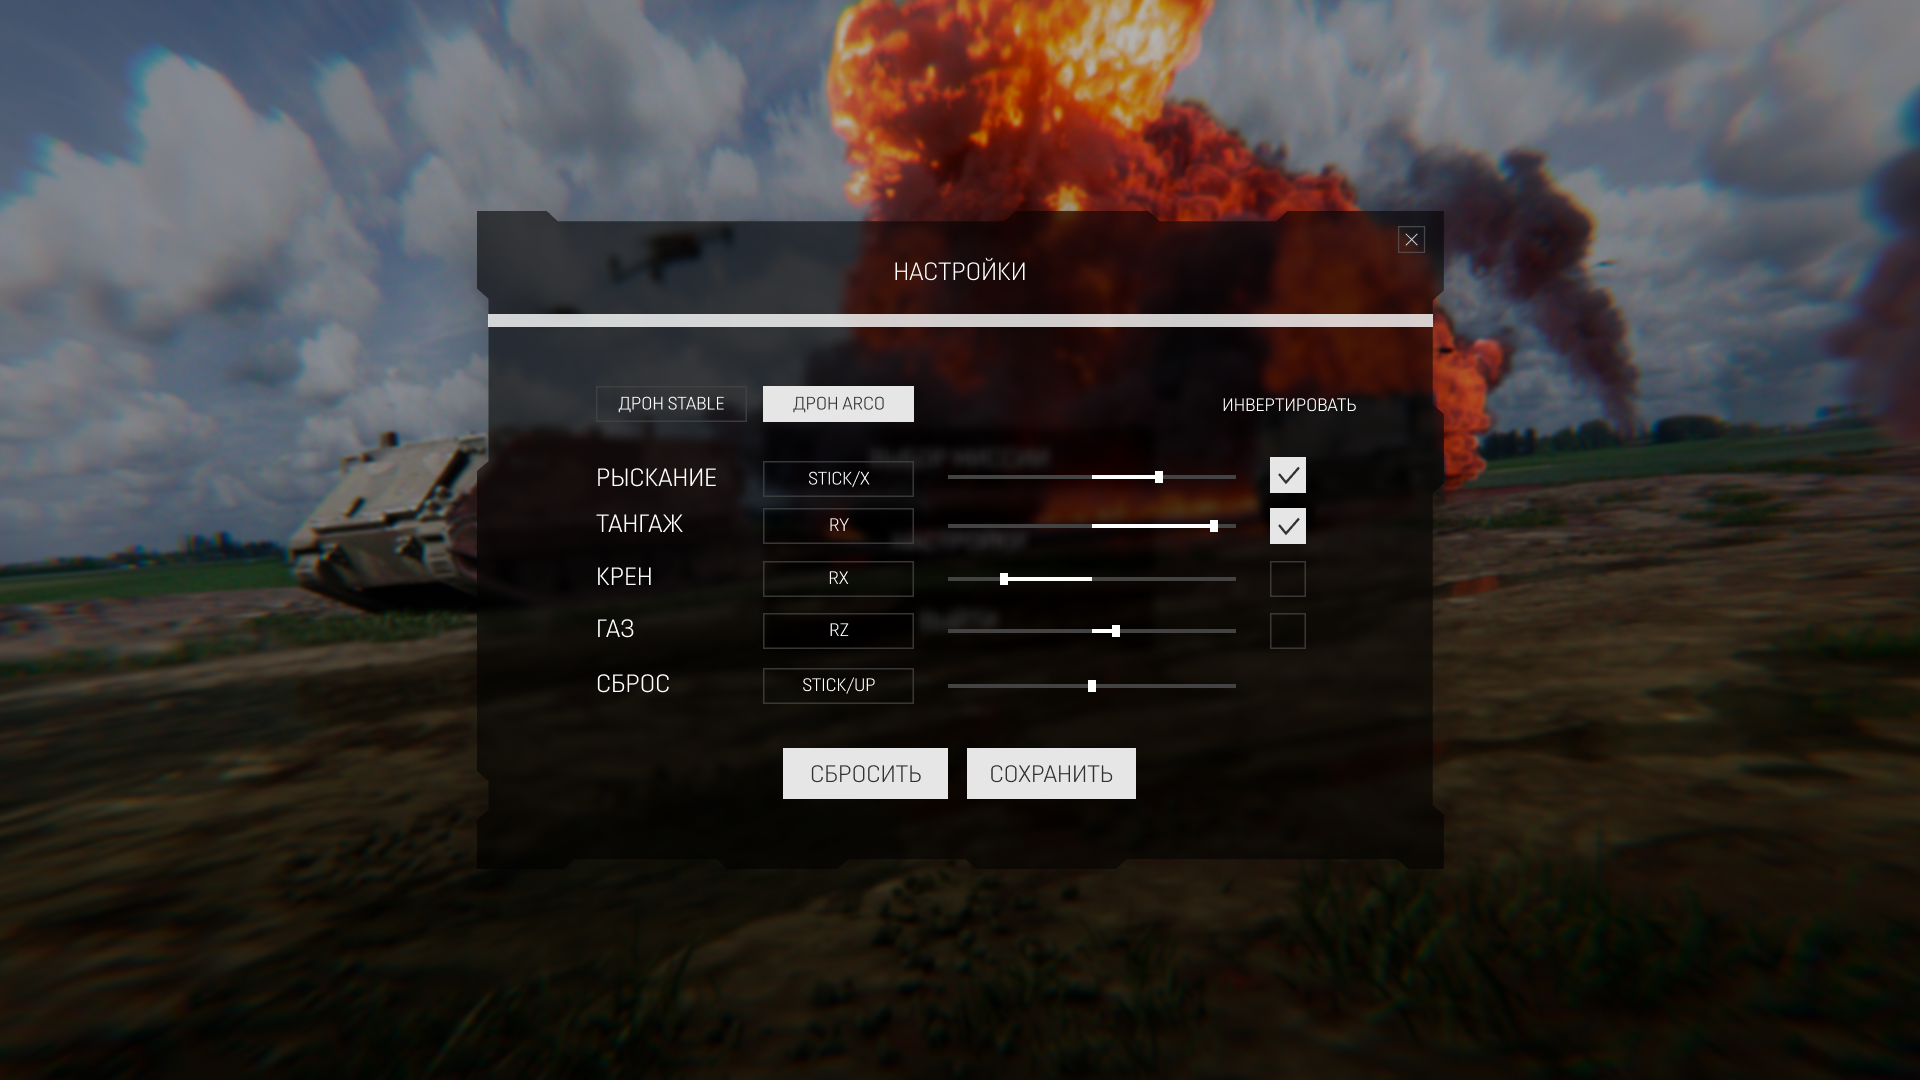 НАСТРОЙКИ
ДРОН STABLE ДРОН ARCO ИНВЕРТИРОВАТЬ
РЫСКАНИЕ STICK/X
ТАНГАЖ RY
КРЕН RX
ГАЗ RZ
СБРОС STICK/UP
СБРОСИТЬ СОХРАНИТЬ